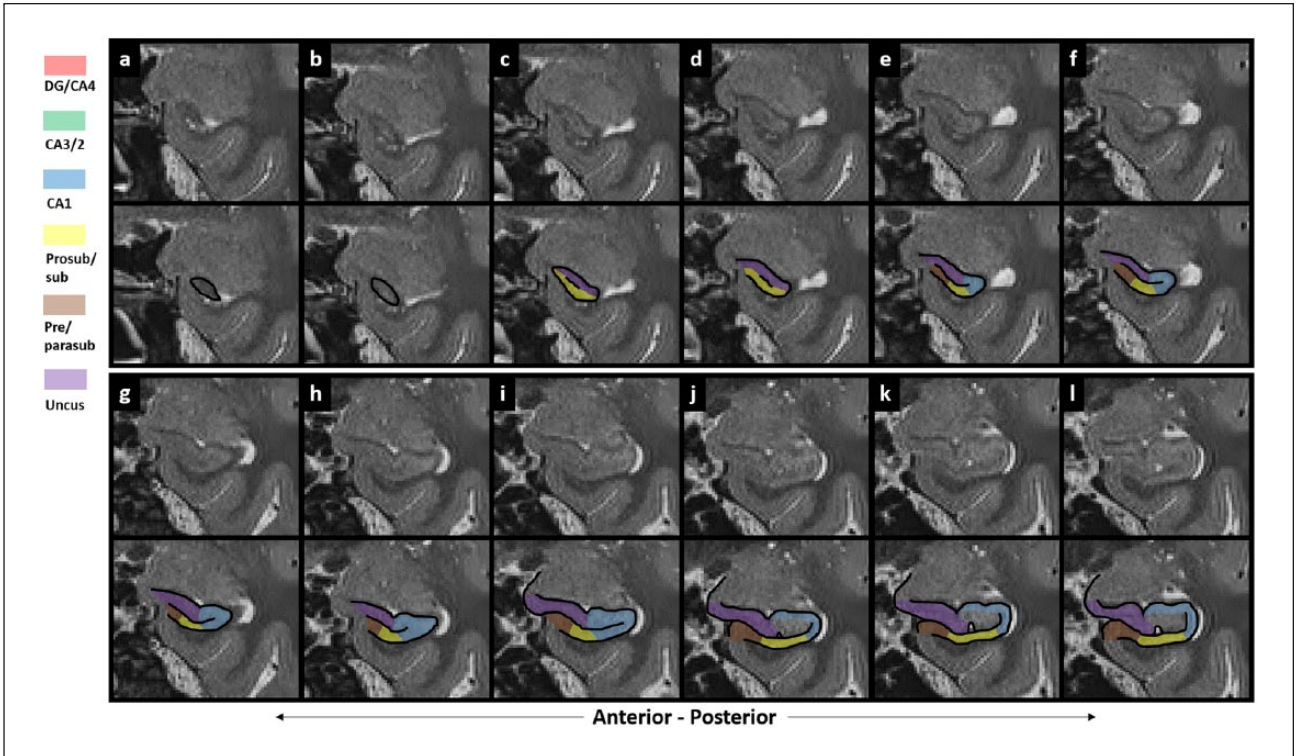 a
b
c
d
e
f
DG/CA4
CA3/2
CA1
Prosub/
sub
Pre/
parasub
Uncus
g
h
i
j
k
l
Anterior - Posterior